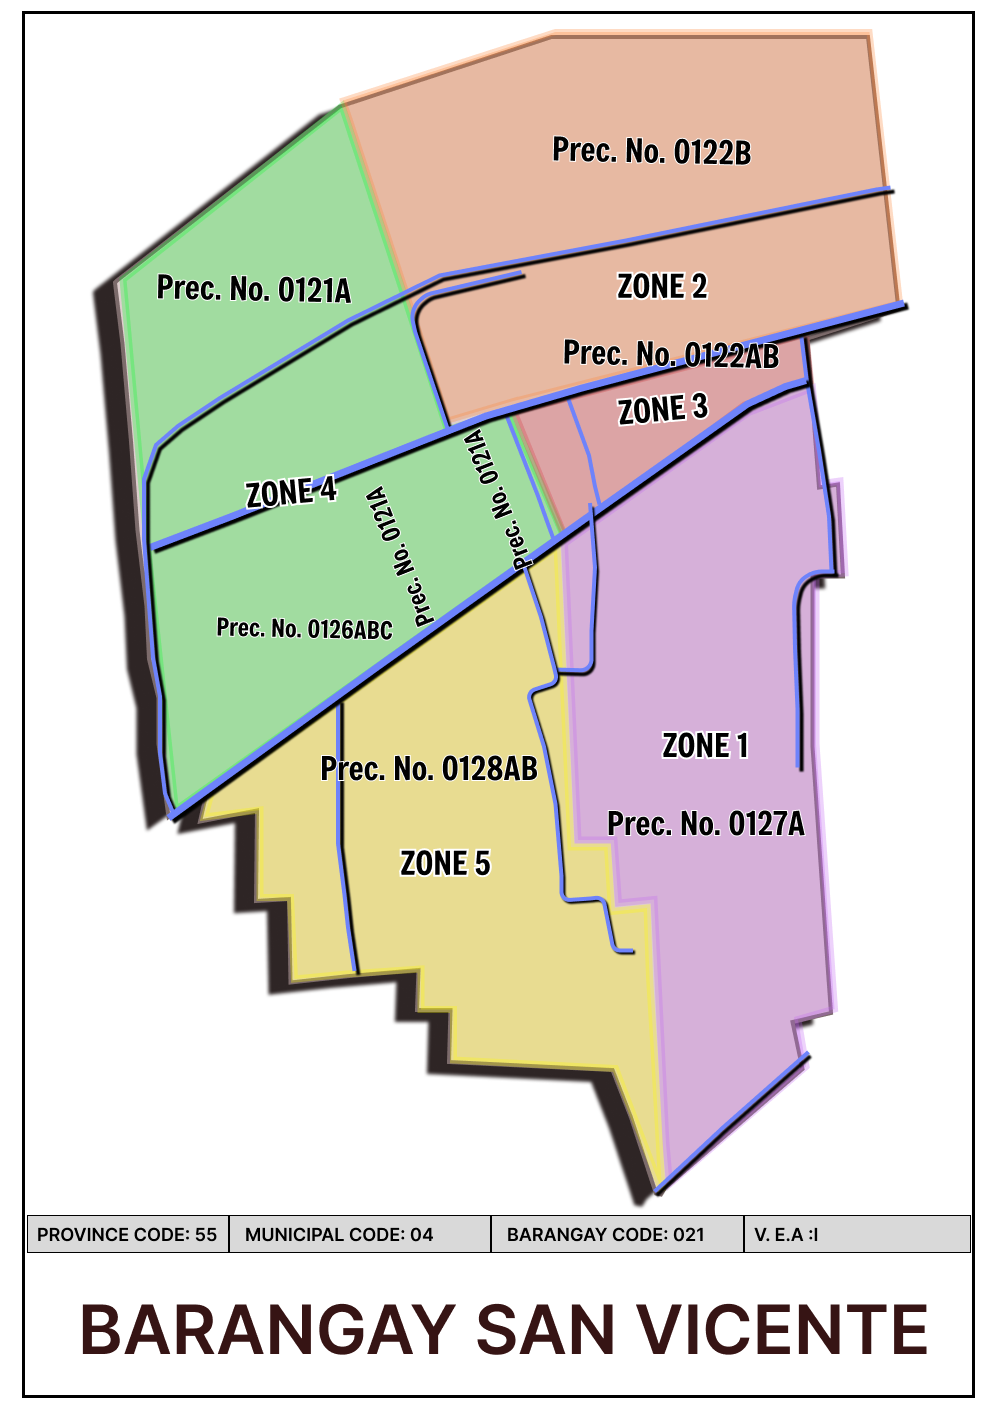 Prec. No. 0122B
Prec. No. 0121A
ZONE 2
Prec. No. 0122AB
ZONE 3
Prec. No. 0121A
ZONE 4
Prec. No. 0121A
Prec. No. 0126ABC
ZONE 1
Prec. No. 0128AB
Prec. No. 0127A
ZONE 5
PROVINCE CODE: 55
MUNICIPAL CODE: 04
BARANGAY CODE: 021
V. E.A :I
BARANGAY SAN VICENTE